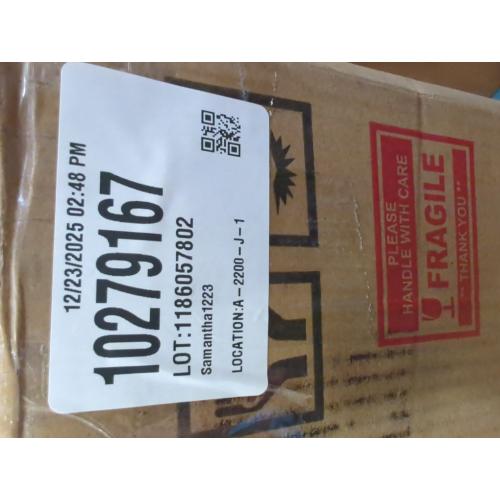 12/23/2025 02:48 PM
10279167
LOT:1186057802
Samantha1223
LOCATION:A-2200-J-1
PLEASE
HANDLE WITH CARE
FRAGILE
** THANK YOU **